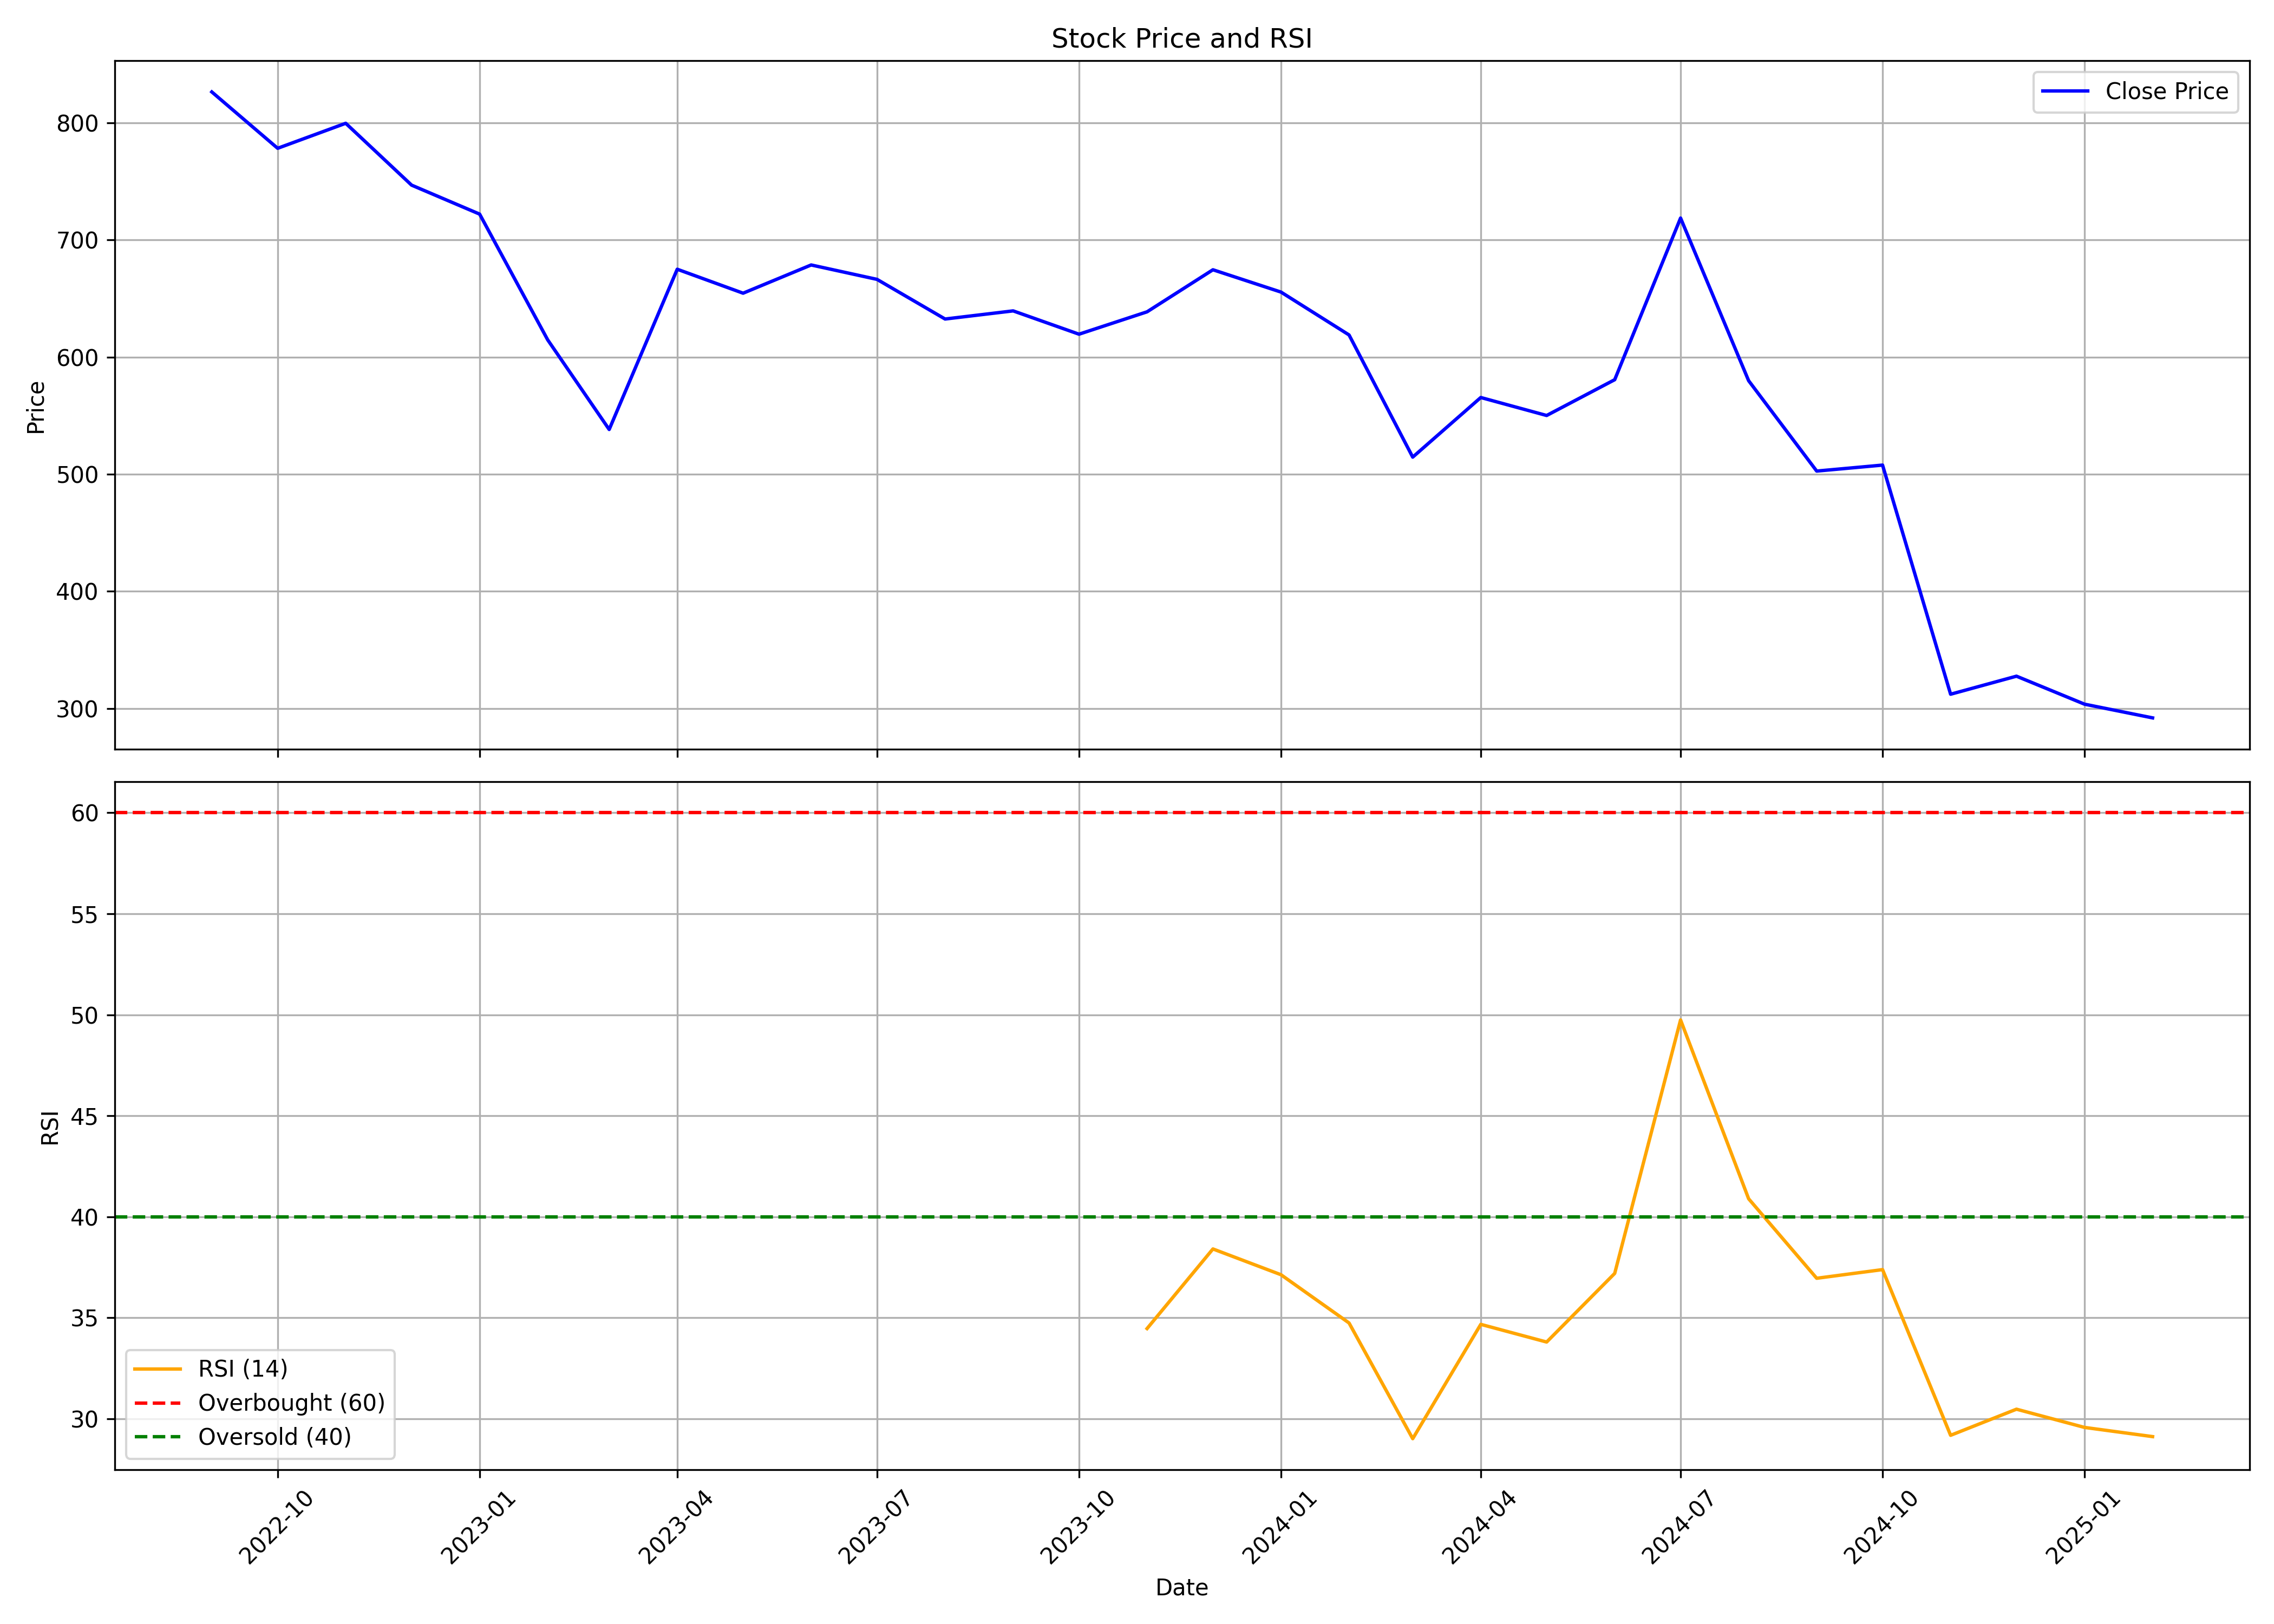 Stock Price and RSI
Close Price
800
700
600
500
400
300
Price
60
55
50
45
40
35
30
RSI
RSI (14)
Overbought (60)
Oversold (40)
2022-10
2023-01
2023-04
2023-07
2023-10
2024-01
2024-04
2024-07
2024-10
2025-01
Date